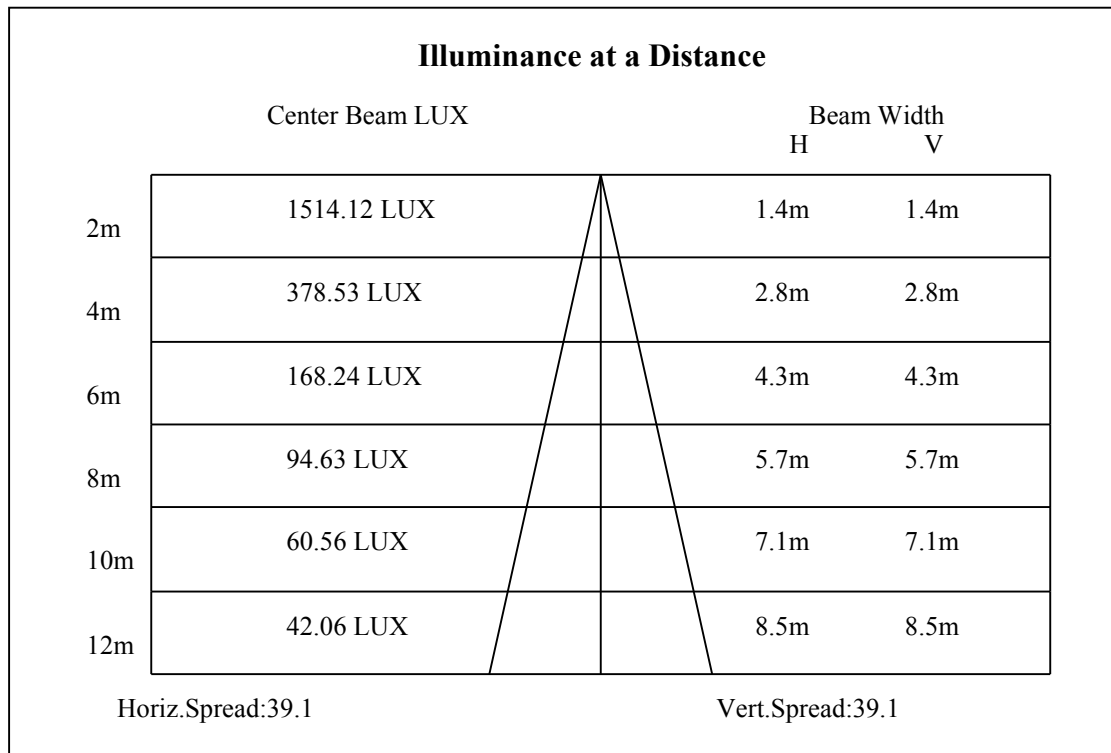 Illuminance at a Distance
Center Beam LUX Beam Width
H V
2m 1514.12 LUX 1.4m 1.4m
4m 378.53 LUX 2.8m 2.8m
6m 168.24 LUX 4.3m 4.3m
8m 94.63 LUX 5.7m 5.7m
10m 60.56 LUX 7.1m 7.1m
12m 42.06 LUX 8.5m 8.5m
Horiz.Spread:39.1 Vert.Spread:39.1